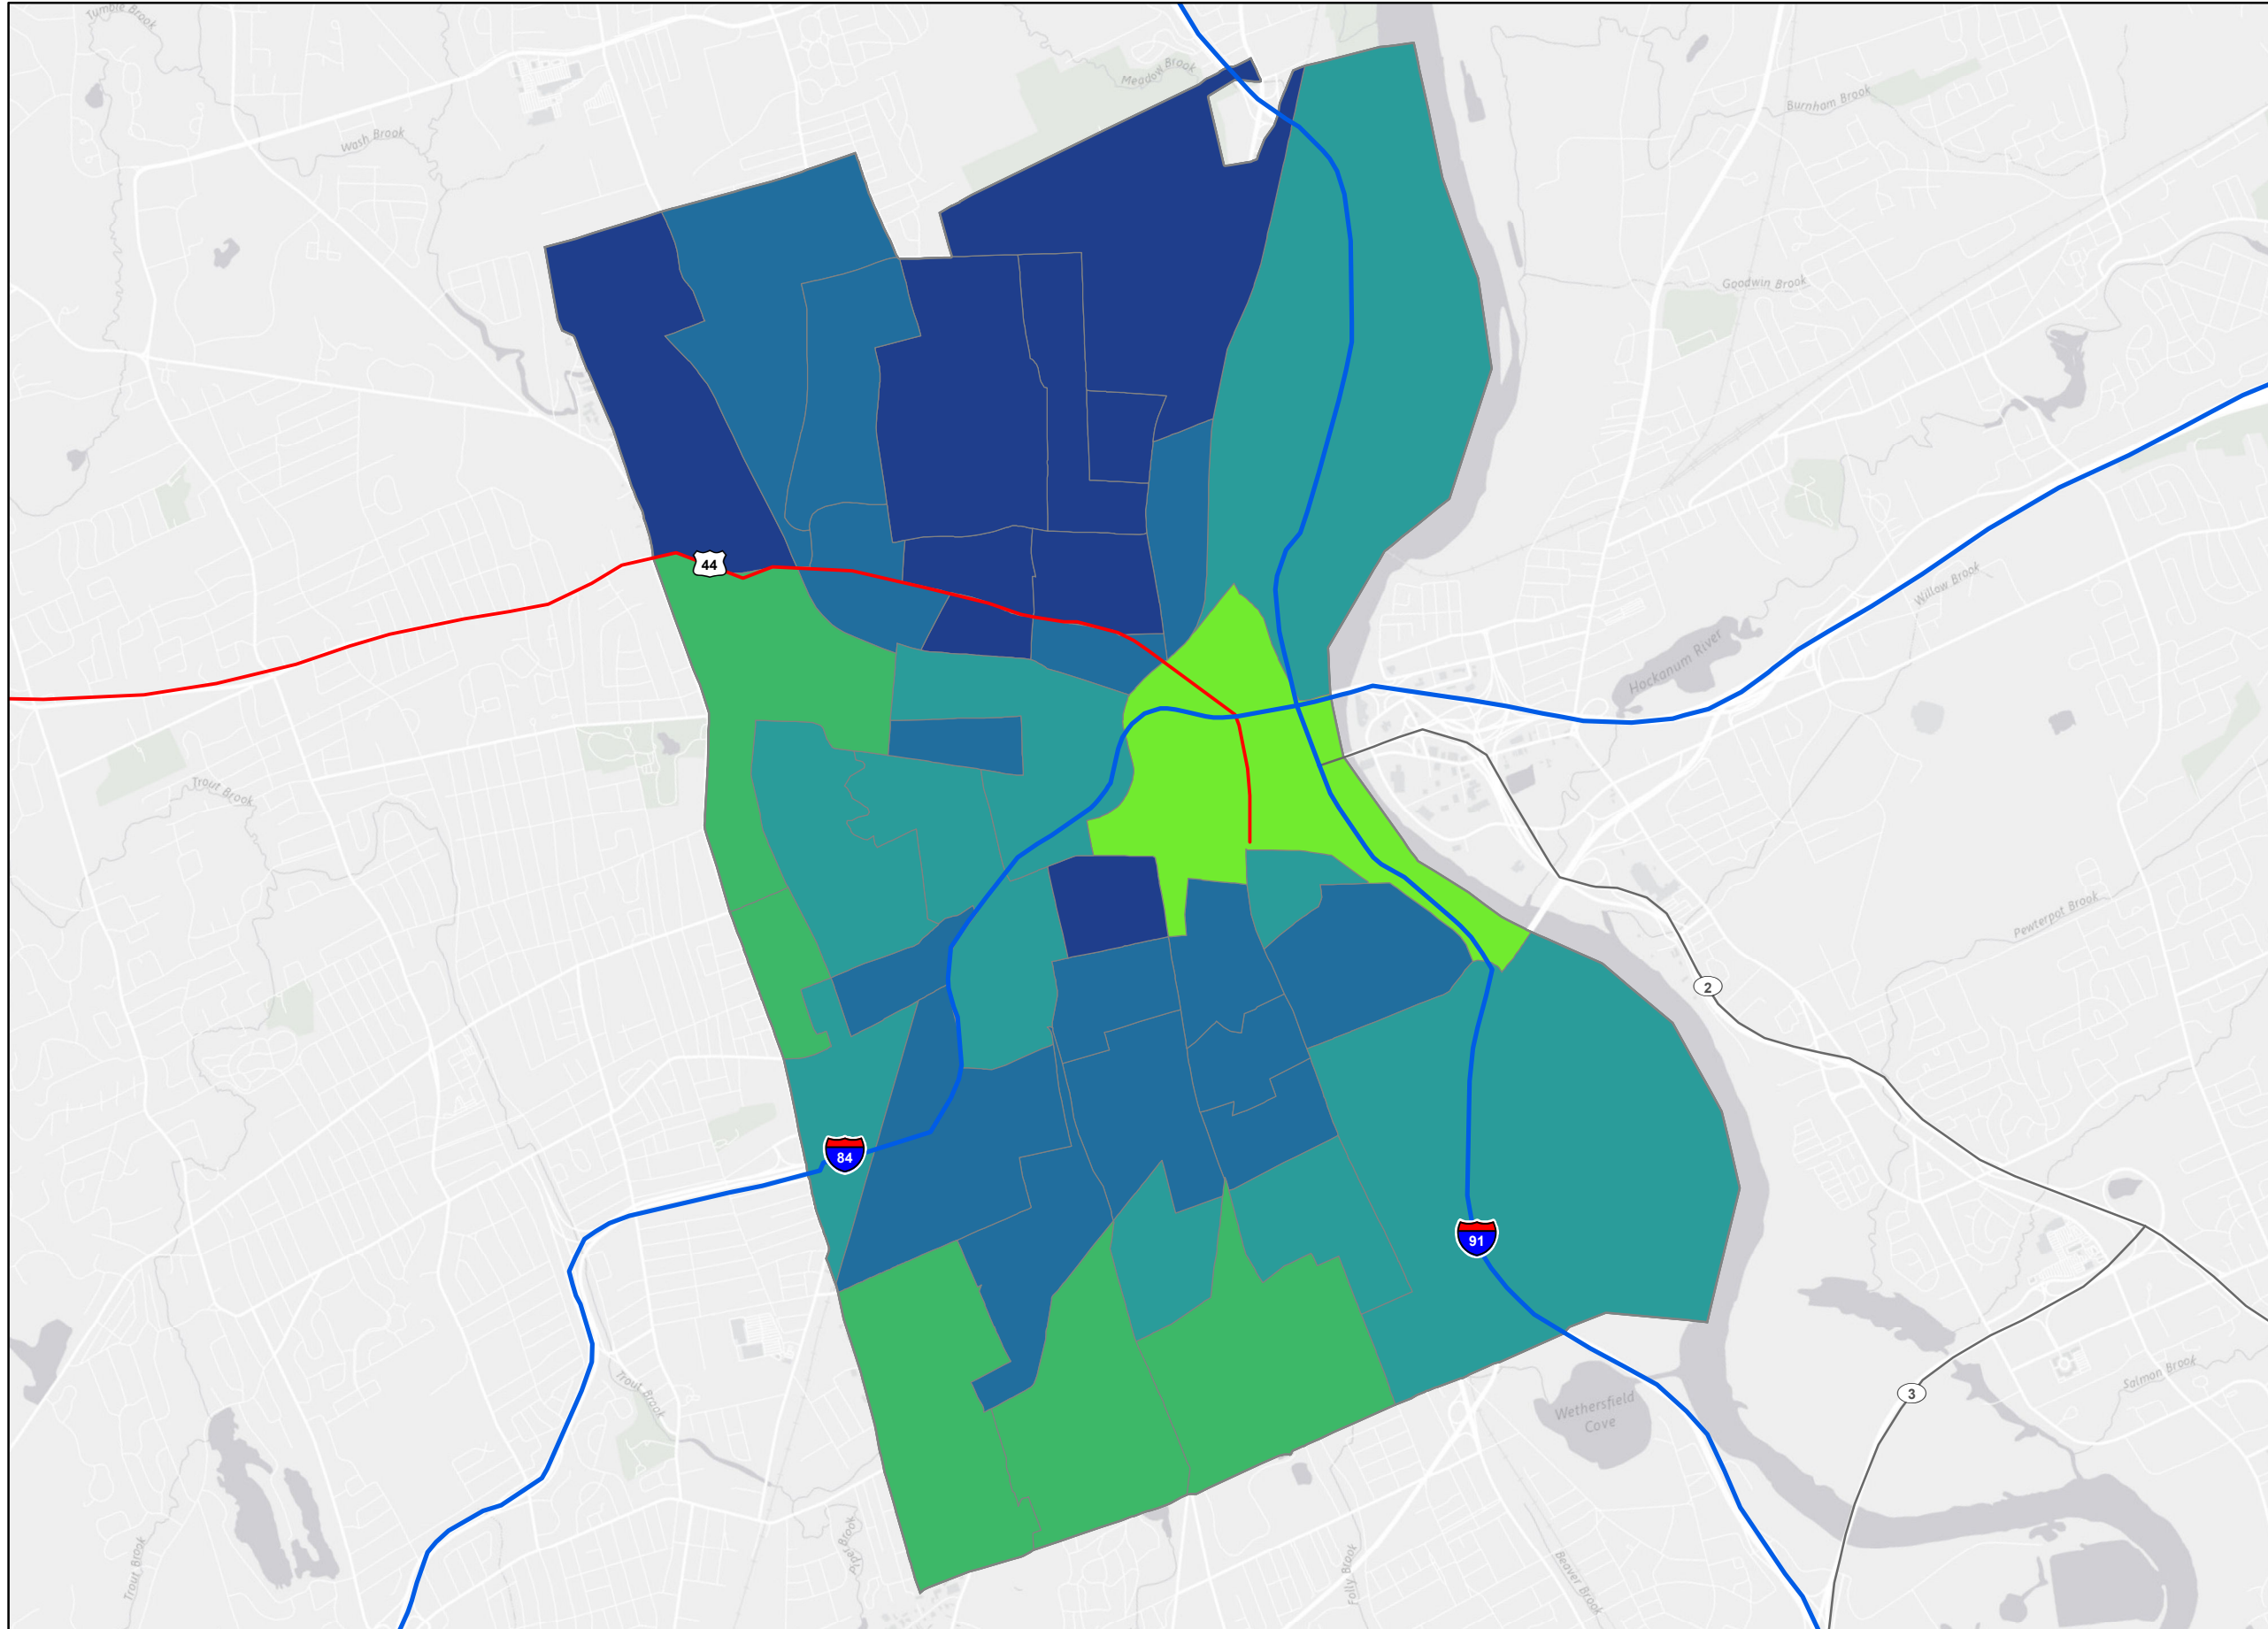 Tumble Brook
Meadow Brook
Burnham Brook
Wash Brook
Goodwin Brook
44
Willow Brook
Hockanum River
Trout Brook
Pewterpot Brook
2
84
91
Trout Brook
Salmon Brook
3
Wethersfield
Cove
Trout Brook
Piper Brook
Folly Brook
Beaver Brook